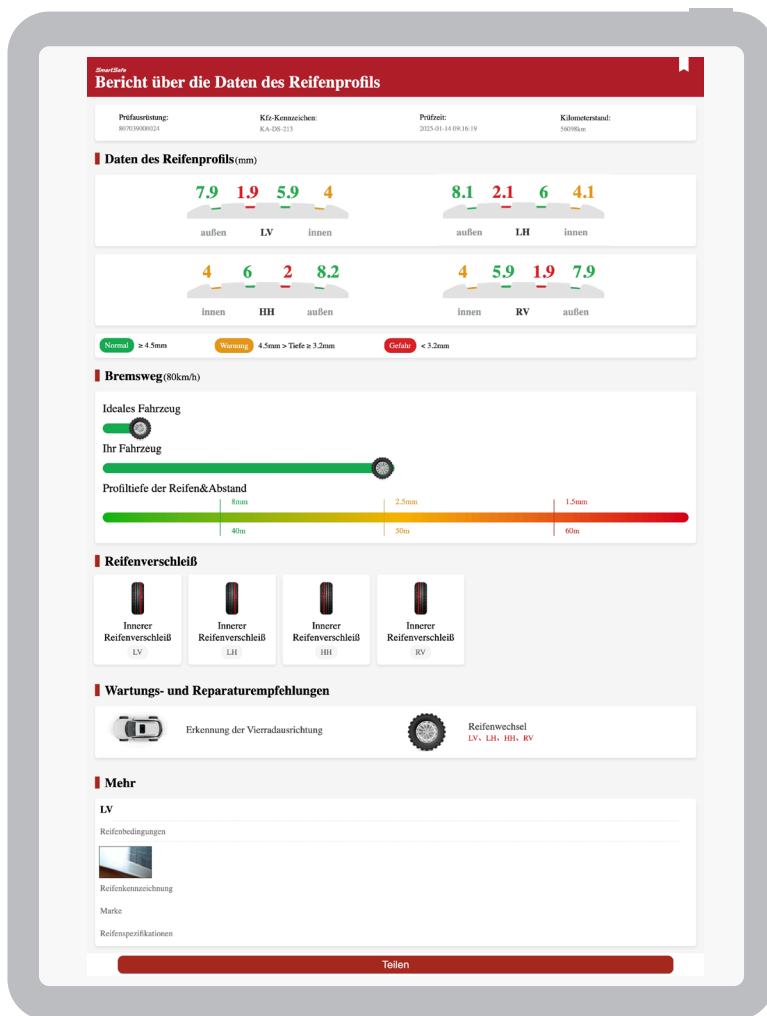 SmartSafe
Bericht über die Daten des Reifenprofils
Prüfausrüstung: Kfz-Kennzeichen: Prüfzeit: Kilometerstand:
807039000024 KA-DS-213 2025-01-14 09:16:19 56098km
Daten des Reifenprofils(mm)
7.9 1.9 5.9 4 8.1 2.1 6 4.1
außen LV innen außen LH innen
4 6 2 8.2 4 5.9 1.9 7.9
innen HH außen innen RV außen
Normal ≥ 4.5mm Warnung 4.5mm > Tiefe ≥ 3.2mm Gefahr < 3.2mm
Bremsweg(80km/h)
Ideales Fahrzeug
Ihr Fahrzeug
Profiltiefe der Reifen&Abstand
8mm 2.5mm 1.5mm
40m 50m 60m
Reifenverschleiß
Innerer Innerer Innerer Innerer
Reifenverschleiß Reifenverschleiß Reifenverschleiß Reifenverschleiß
LV LH HH RV
Wartungs- und Reparaturempfehlungen
Erkennung der Vierradausrichtung
Reifenwechsel
LV、LH、HH、RV
Mehr
LV
Reifenbedingungen
Reifenkennzeichnung
Marke
Reifenspezifikationen
Teilen